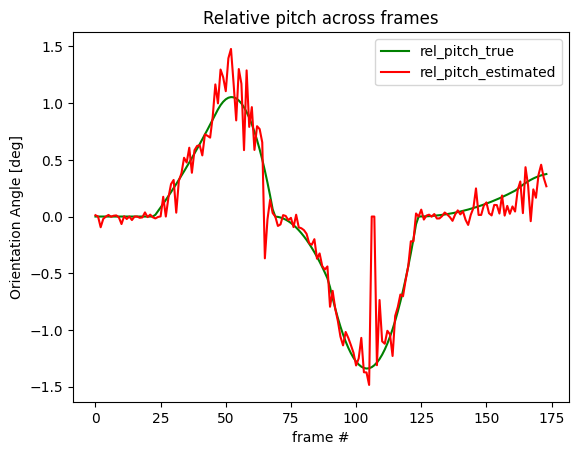 Relative pitch across frames
rel_pitch_true
rel_pitch_estimated
Orientation Angle [deg]
1.5
1.0
0.5
0.0
−0.5
−1.0
−1.5
0 25 50 75 100 125 150 175
frame #